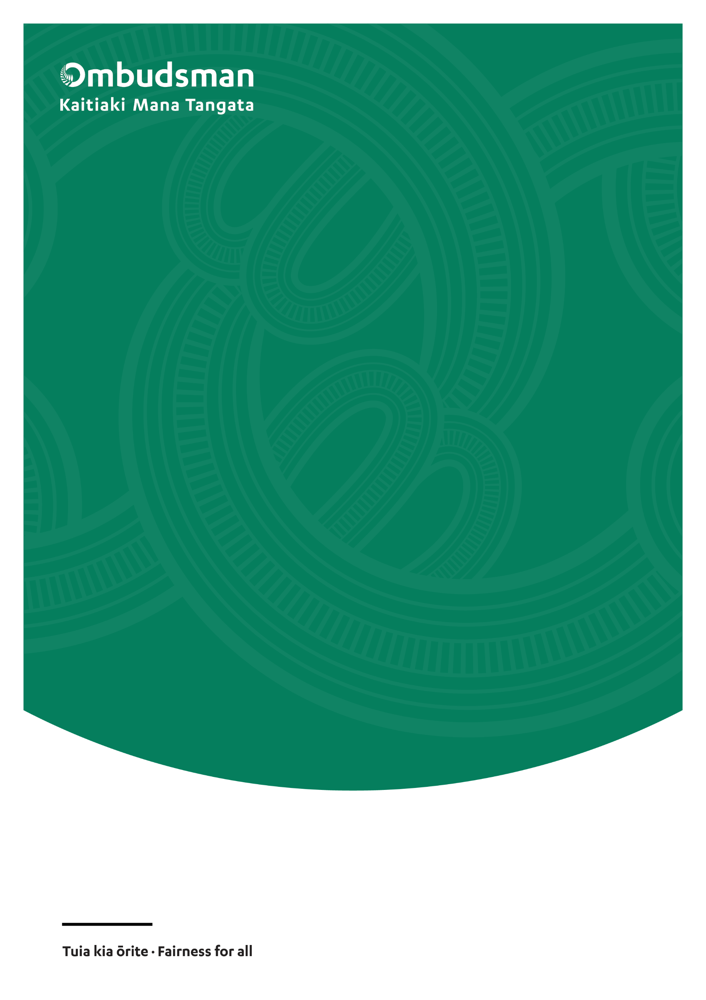 Ombudsman
Kaitiaki Mana Tangata
Tuia kia ōrite · Fairness for all